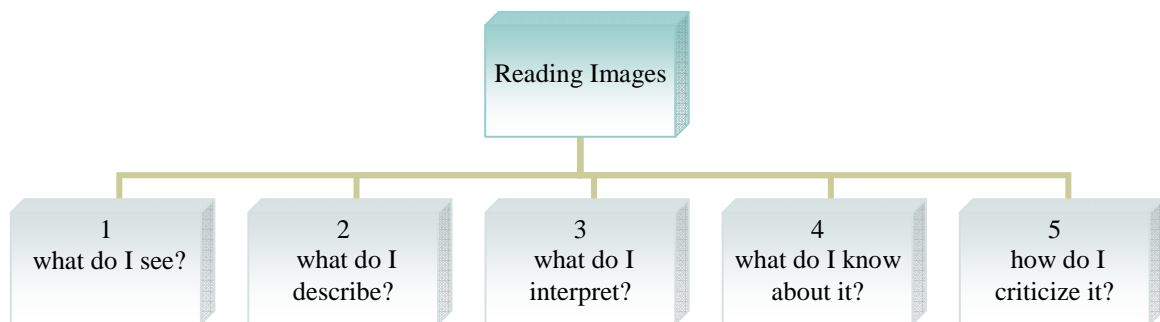 Reading Images
1
what do I see?
2
what do I
describe?
3
what do I
interpret?
4
what do I know
about it?
5
how do I
criticize it?